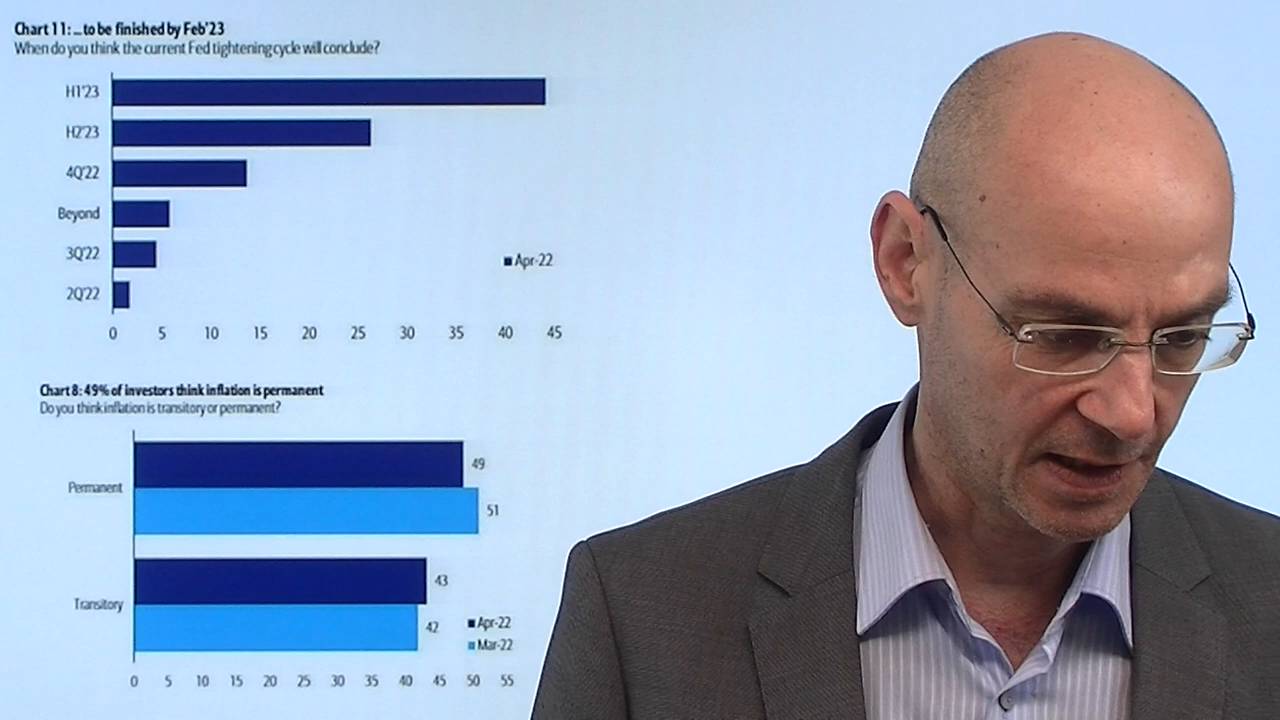 Chart 11: ... to be finished by Feb'23
When do you think the current Fed tightening cycle will conclude?
H1'23
H2'23
4Q'22
Beyond
3Q'22
2Q'22
Apr-22
0 5 10 15 20 25 30 35 40 45
Chart 8: 49% of investors think inflation is permanent
Do you think inflation is transitory or permanent?
Permanent
49
51
Transitory
43
42
Apr-22
Mar-22
0 5 10 15 20 25 30 35 40 45 50 55